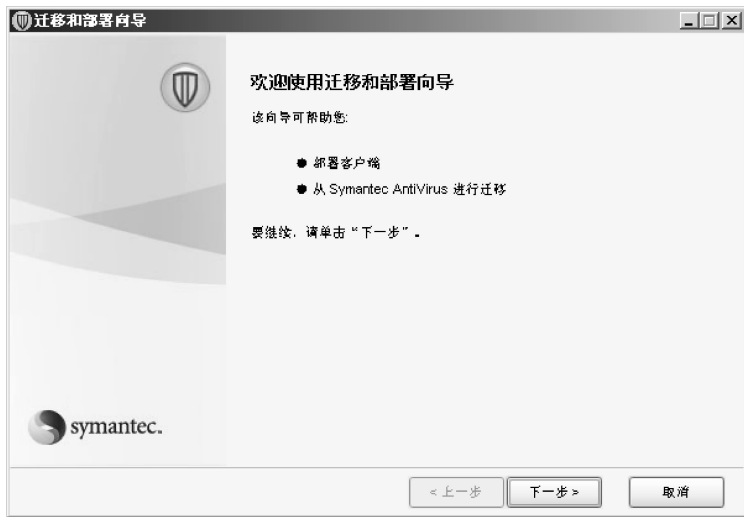 迁移和部署向导
欢迎使用迁移和部署向导
该向导可帮助您:
● 部署客户端
● 从 Symantec AntiVirus 进行迁移
要继续，请单击“下一步”。
symantec.
<上一步
下一步>
取消